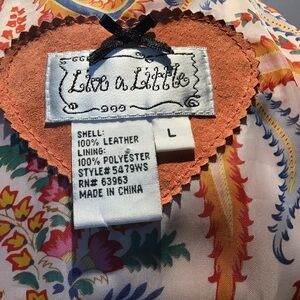 Live a Little
SHELL:
100% LEATHER
LINING:
100% POLYESTER
STYLE# 5479WS
RN# 63963
MADE IN CHINA
L